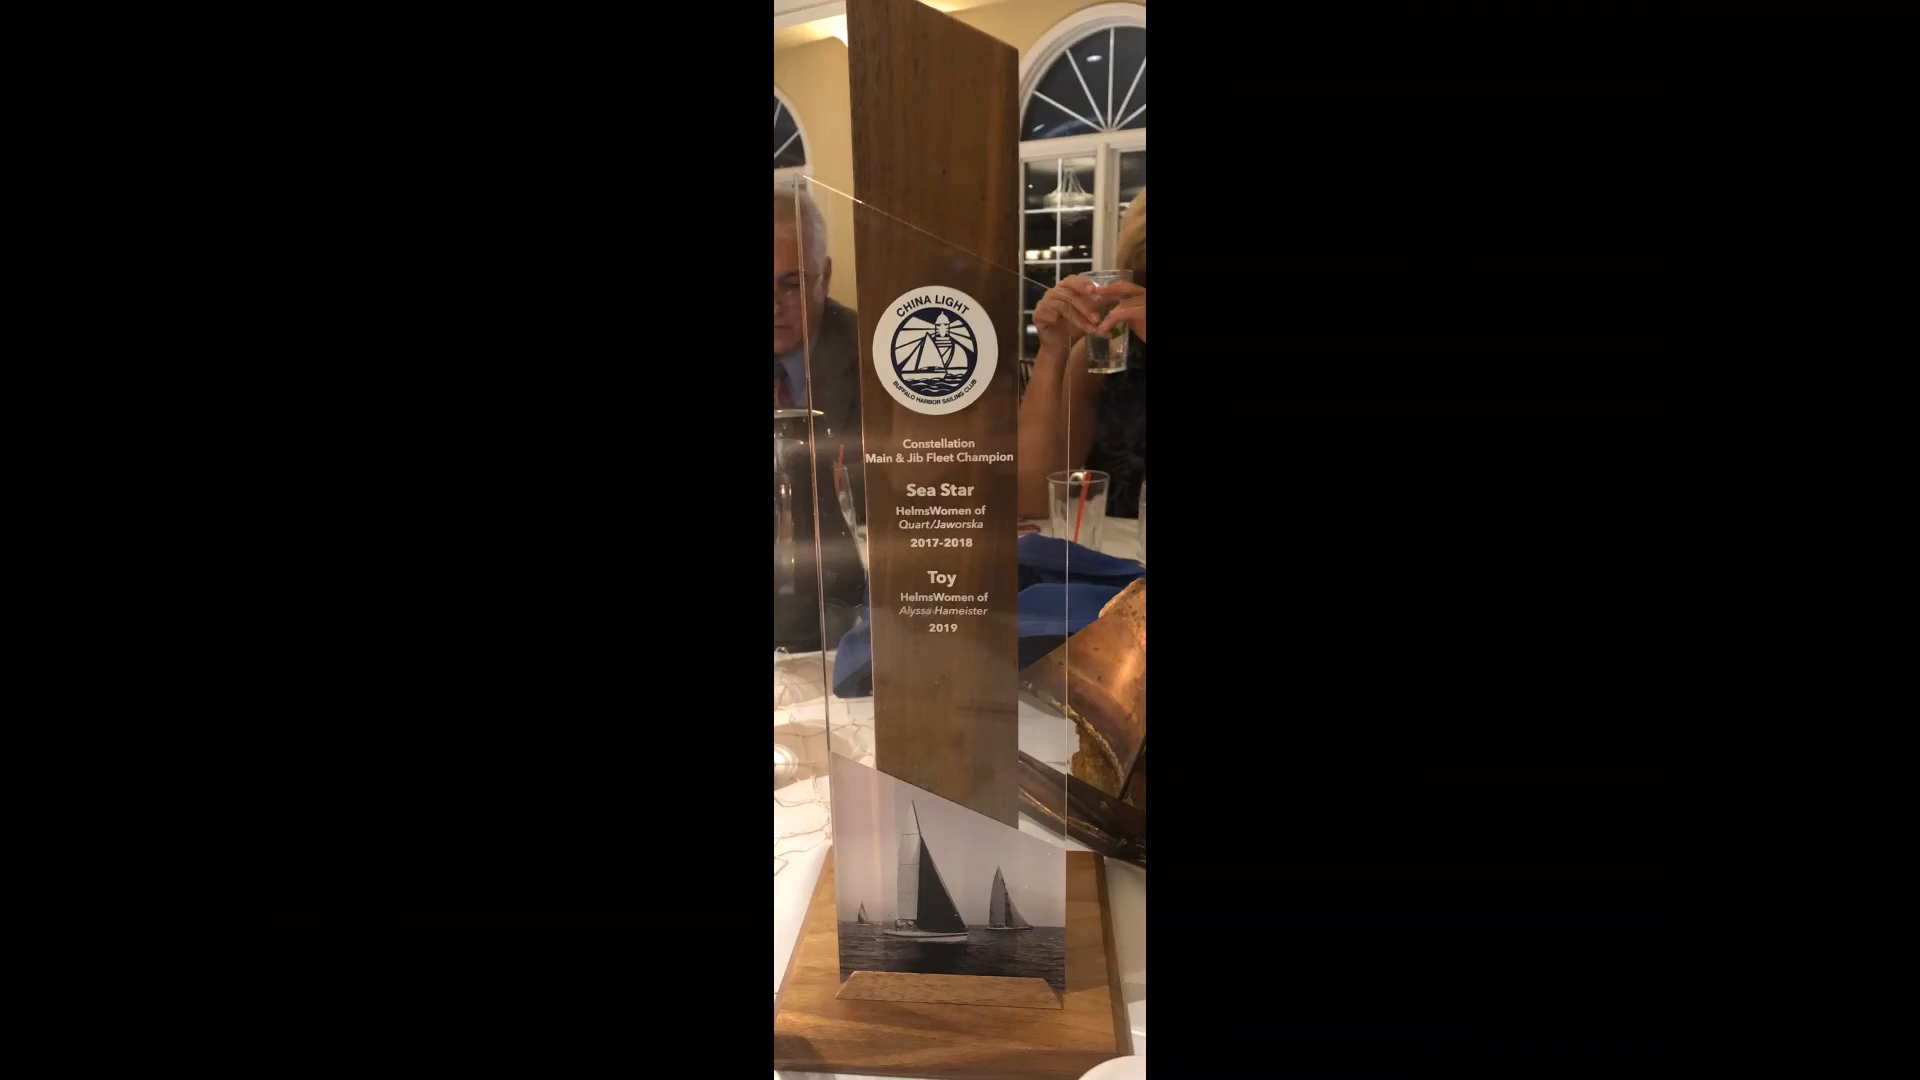 CHINA LIGHT
BUFFALO HARBOR SAILING CLUB
Constellation
Main & Jib Fleet Champion
Sea Star
HelmsWomen of
Quart/Jaworska
2017-2018
Toy
HelmsWomen of
Alyssa Hameister
2019